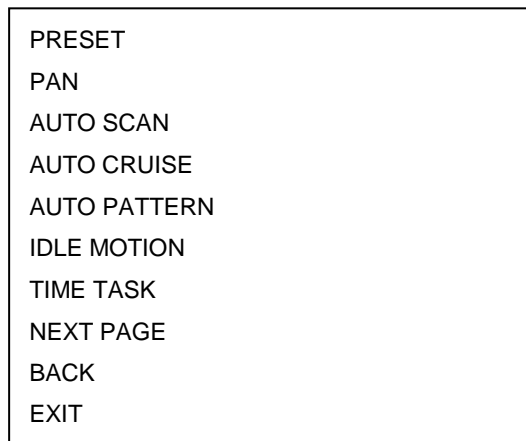 PRESET
PAN
AUTO SCAN
AUTO CRUISE
AUTO PATTERN
IDLE MOTION
TIME TASK
NEXT PAGE
BACK
EXIT